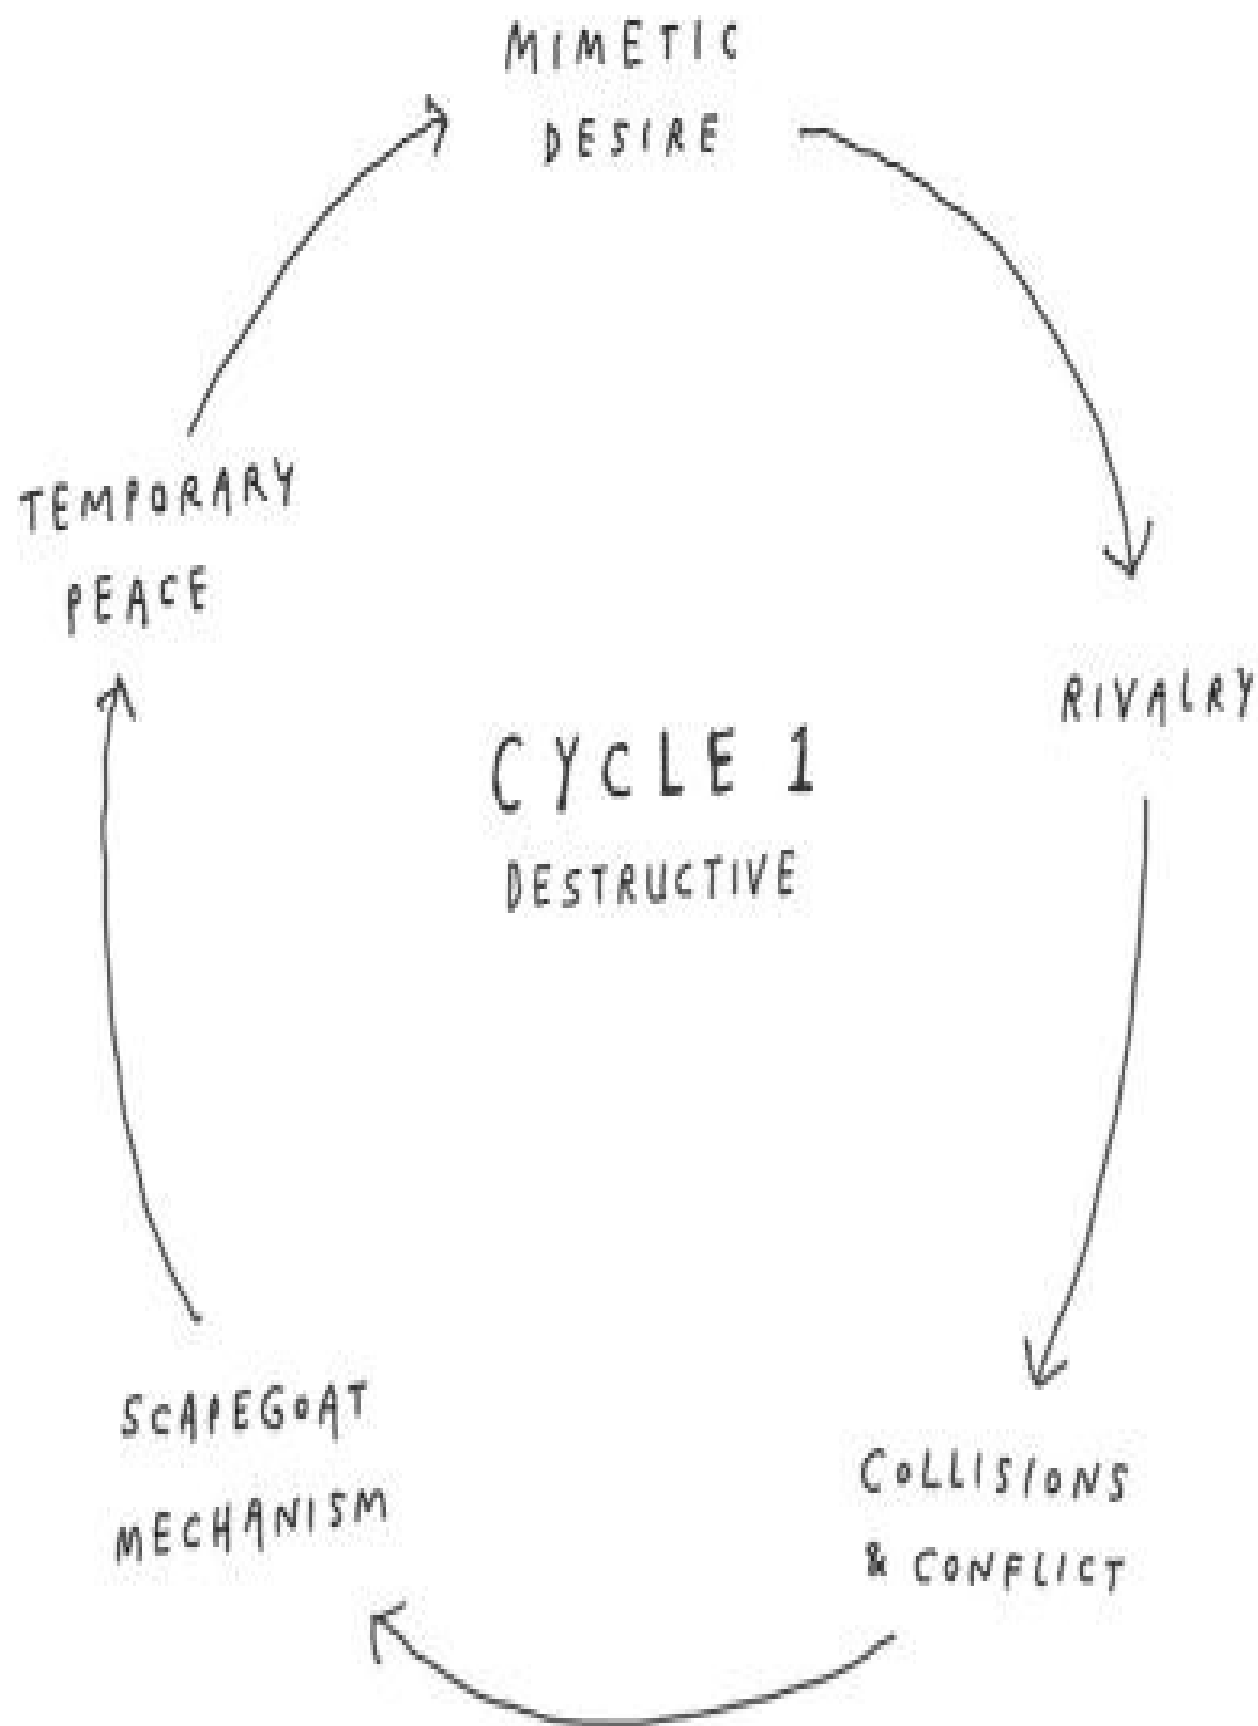 MIMETIC
DESIRE
RIVALRY
COLLISIONS
& CONFLICT
SCAPEGOAT
MECHANISM
TEMPORARY
PEACE
CYCLE 1
DESTRUCTIVE